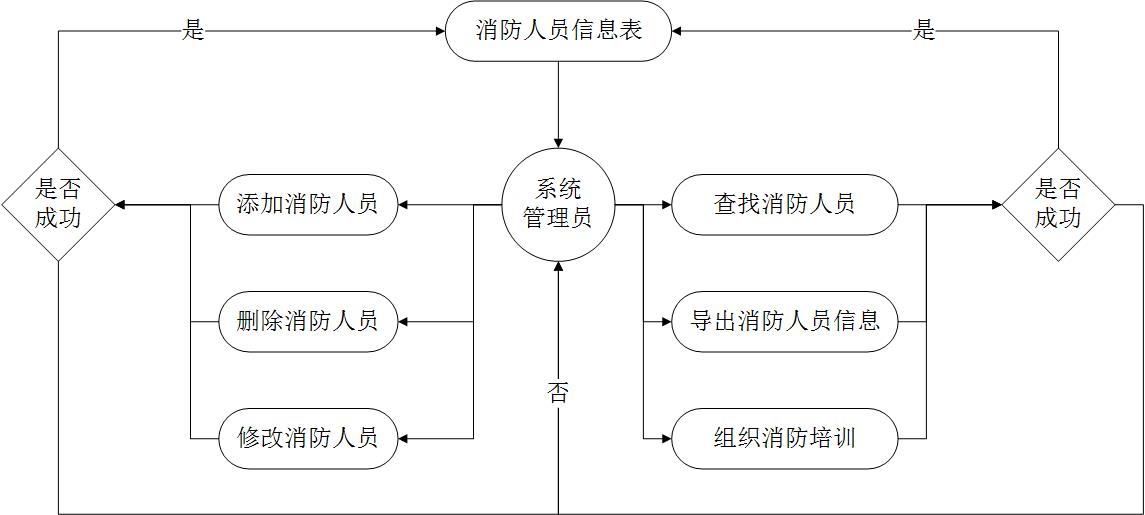 是
消防人员信息表
是
是否
成功
添加消防人员
系统
管理员
查找消防人员
是否
成功
删除消防人员
导出消防人员信息
否
修改消防人员
组织消防培训